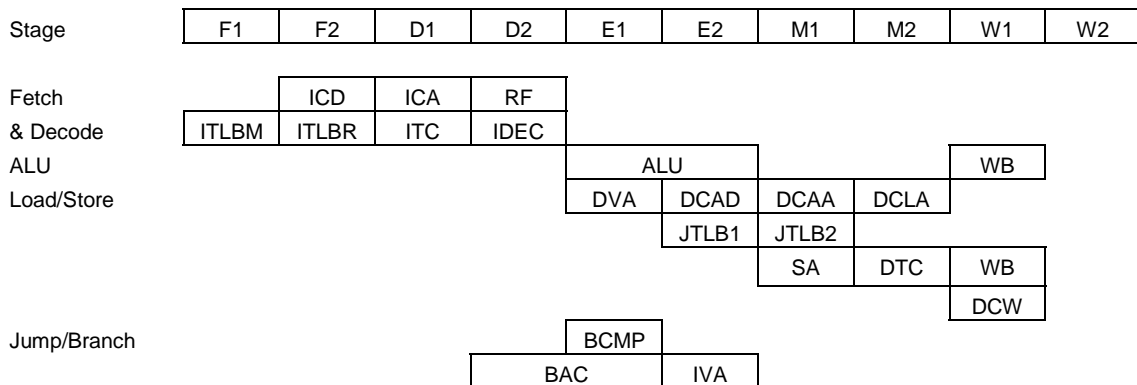 Stage F1 F2 D1 D2 E1 E2 M1 M2 W1 W2
Fetch ICD ICA RF
& Decode ITLBM ITLBR ITC IDEC
ALU ALU WB
Load/Store DVA DCAD DCAA DCLA
JTLB1 JTLB2
SA DTC WB
DCW
Jump/Branch BCMP
BAC IVA